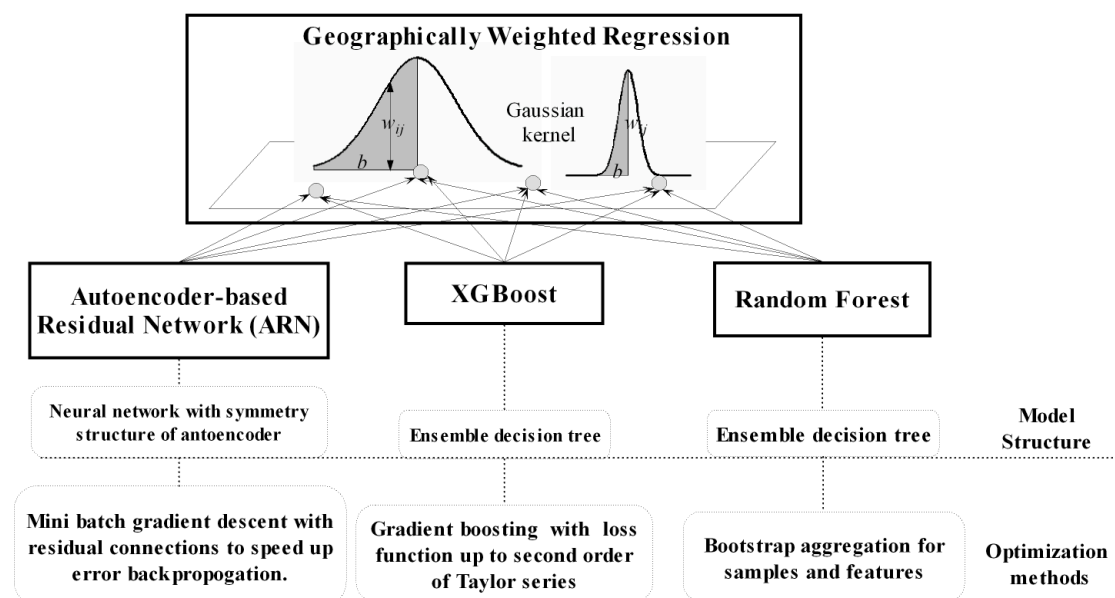 Geographically Weighted Regression
Gaussian
kernel
w_ij
b
w_ij
b
Autoencoder-based
Residual Network (ARN)
XGBoost
Random Forest
Neural network with symmetry
structure of antoencoder
Ensemble decision tree
Ensemble decision tree
Model
Structure
Mini batch gradient descent with
residual connections to speed up
error backpropogation.
Gradient boosting with loss
function up to second order
of Taylor series
Bootstrap aggregation for
samples and features
Optimization
methods